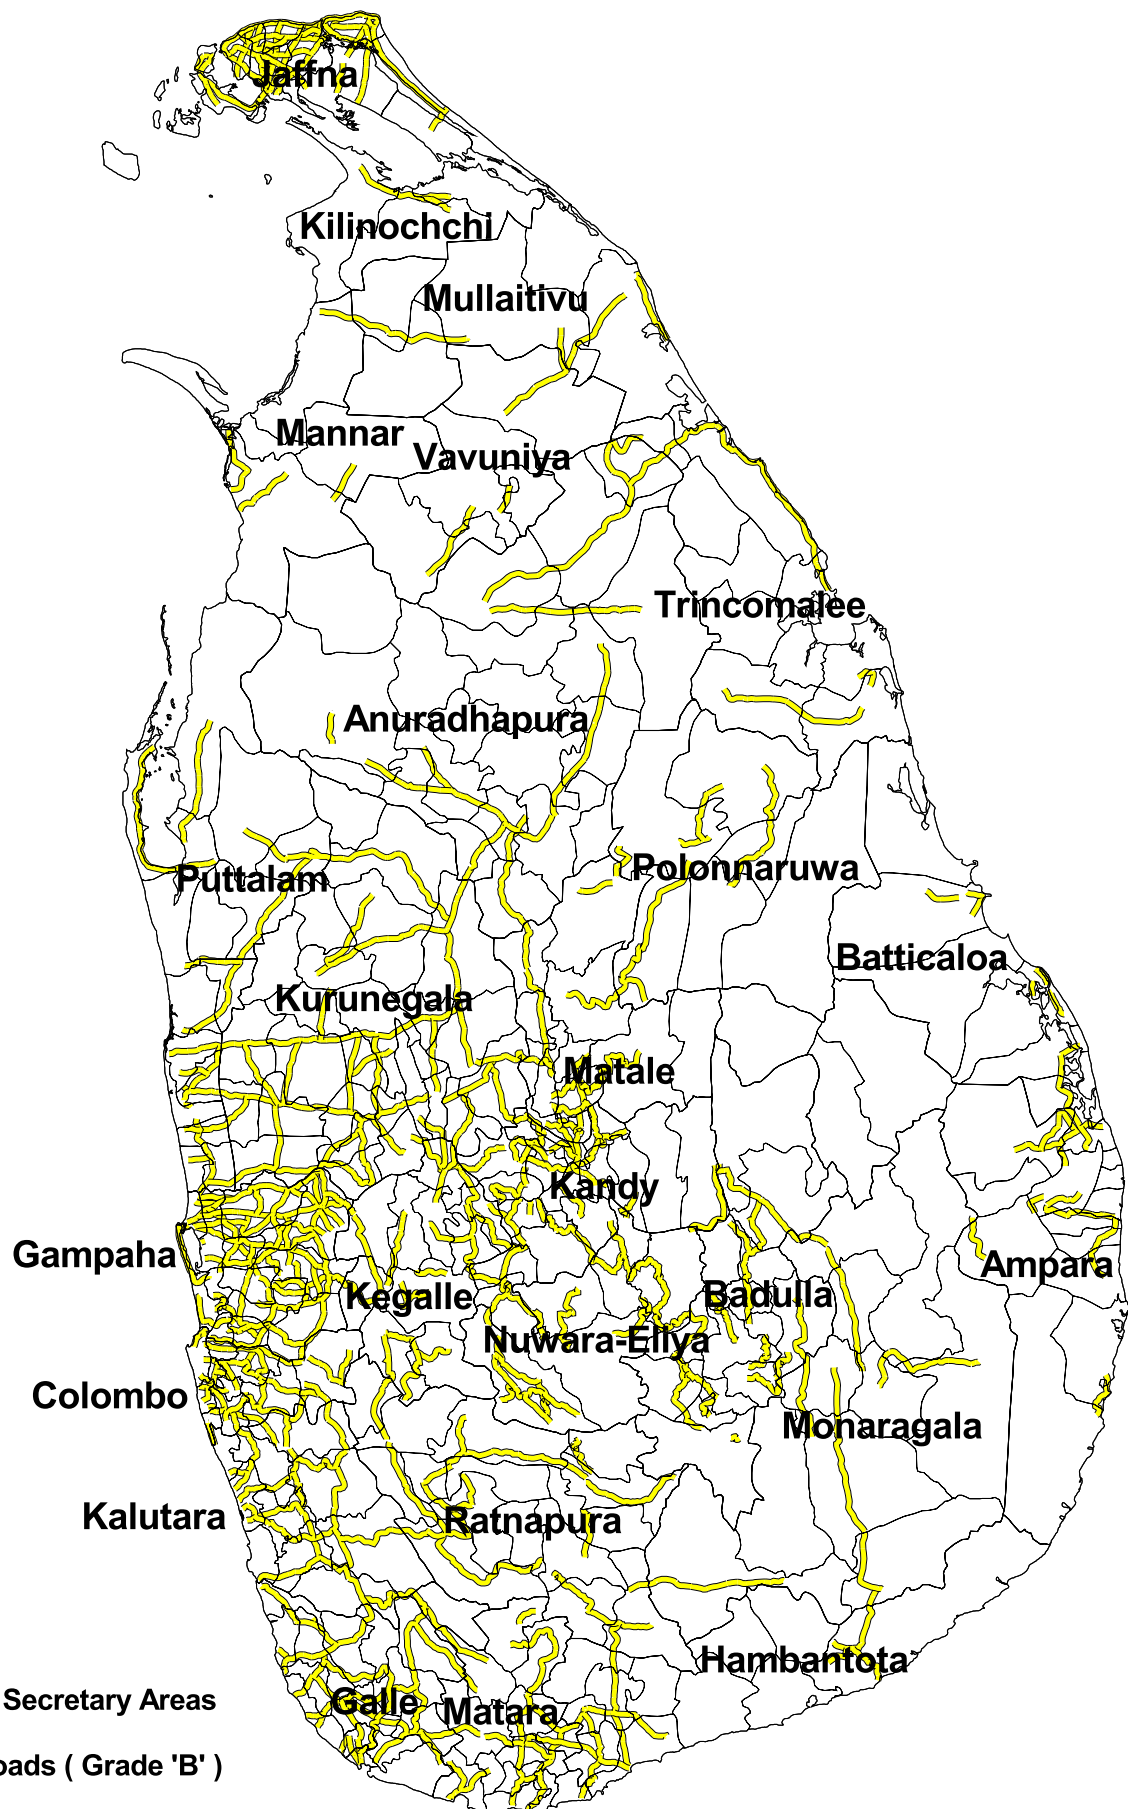 Jaffna
Kilinochchi
Mullaitivu
Mannar
Vavuniya
Trincomalee
Anuradhapura
Polonnaruwa
Puttalam
Batticaloa
Kurunegala
Matale
Kandy
Gampaha
Ampara
Kegalle
Badulla
Nuwara-Eliya
Colombo
Monaragala
Kalutara
Ratnapura
Hambantota
Galle
Matara
Secretary Areas
oads ( Grade 'B' )